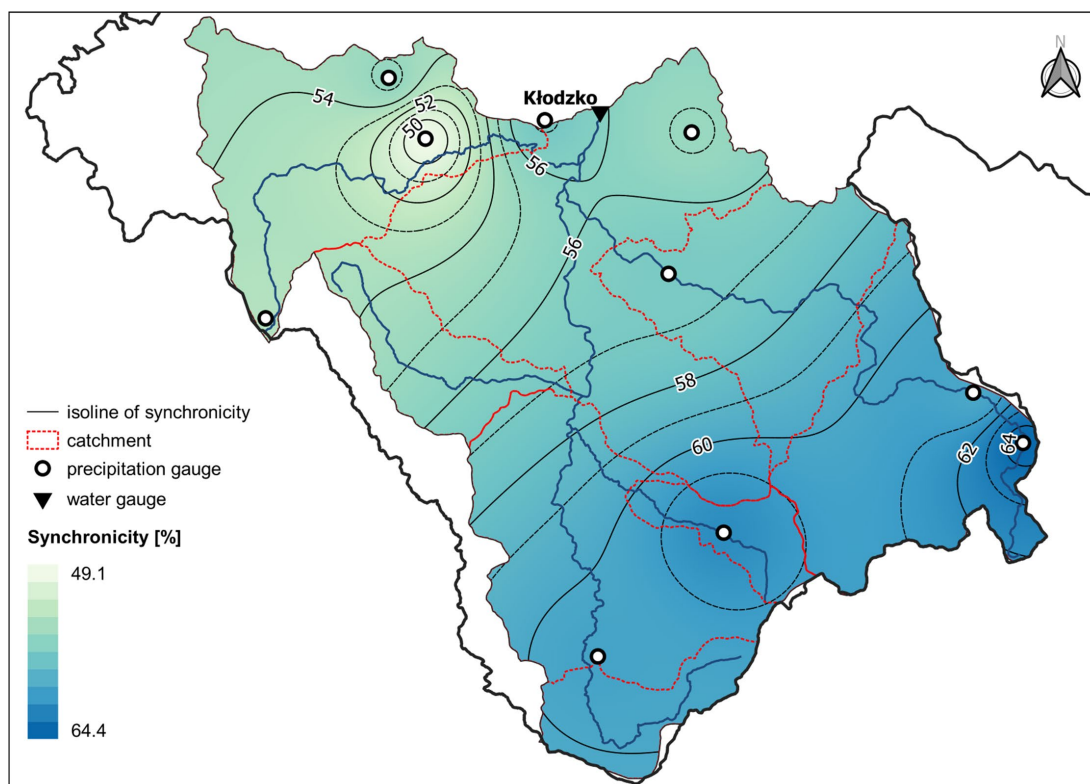 N
54
52
50
Kłodzko
56
56
58
60
62
64
isoline of synchronicity
catchment
precipitation gauge
water gauge
Synchronicity [%]
49.1
64.4